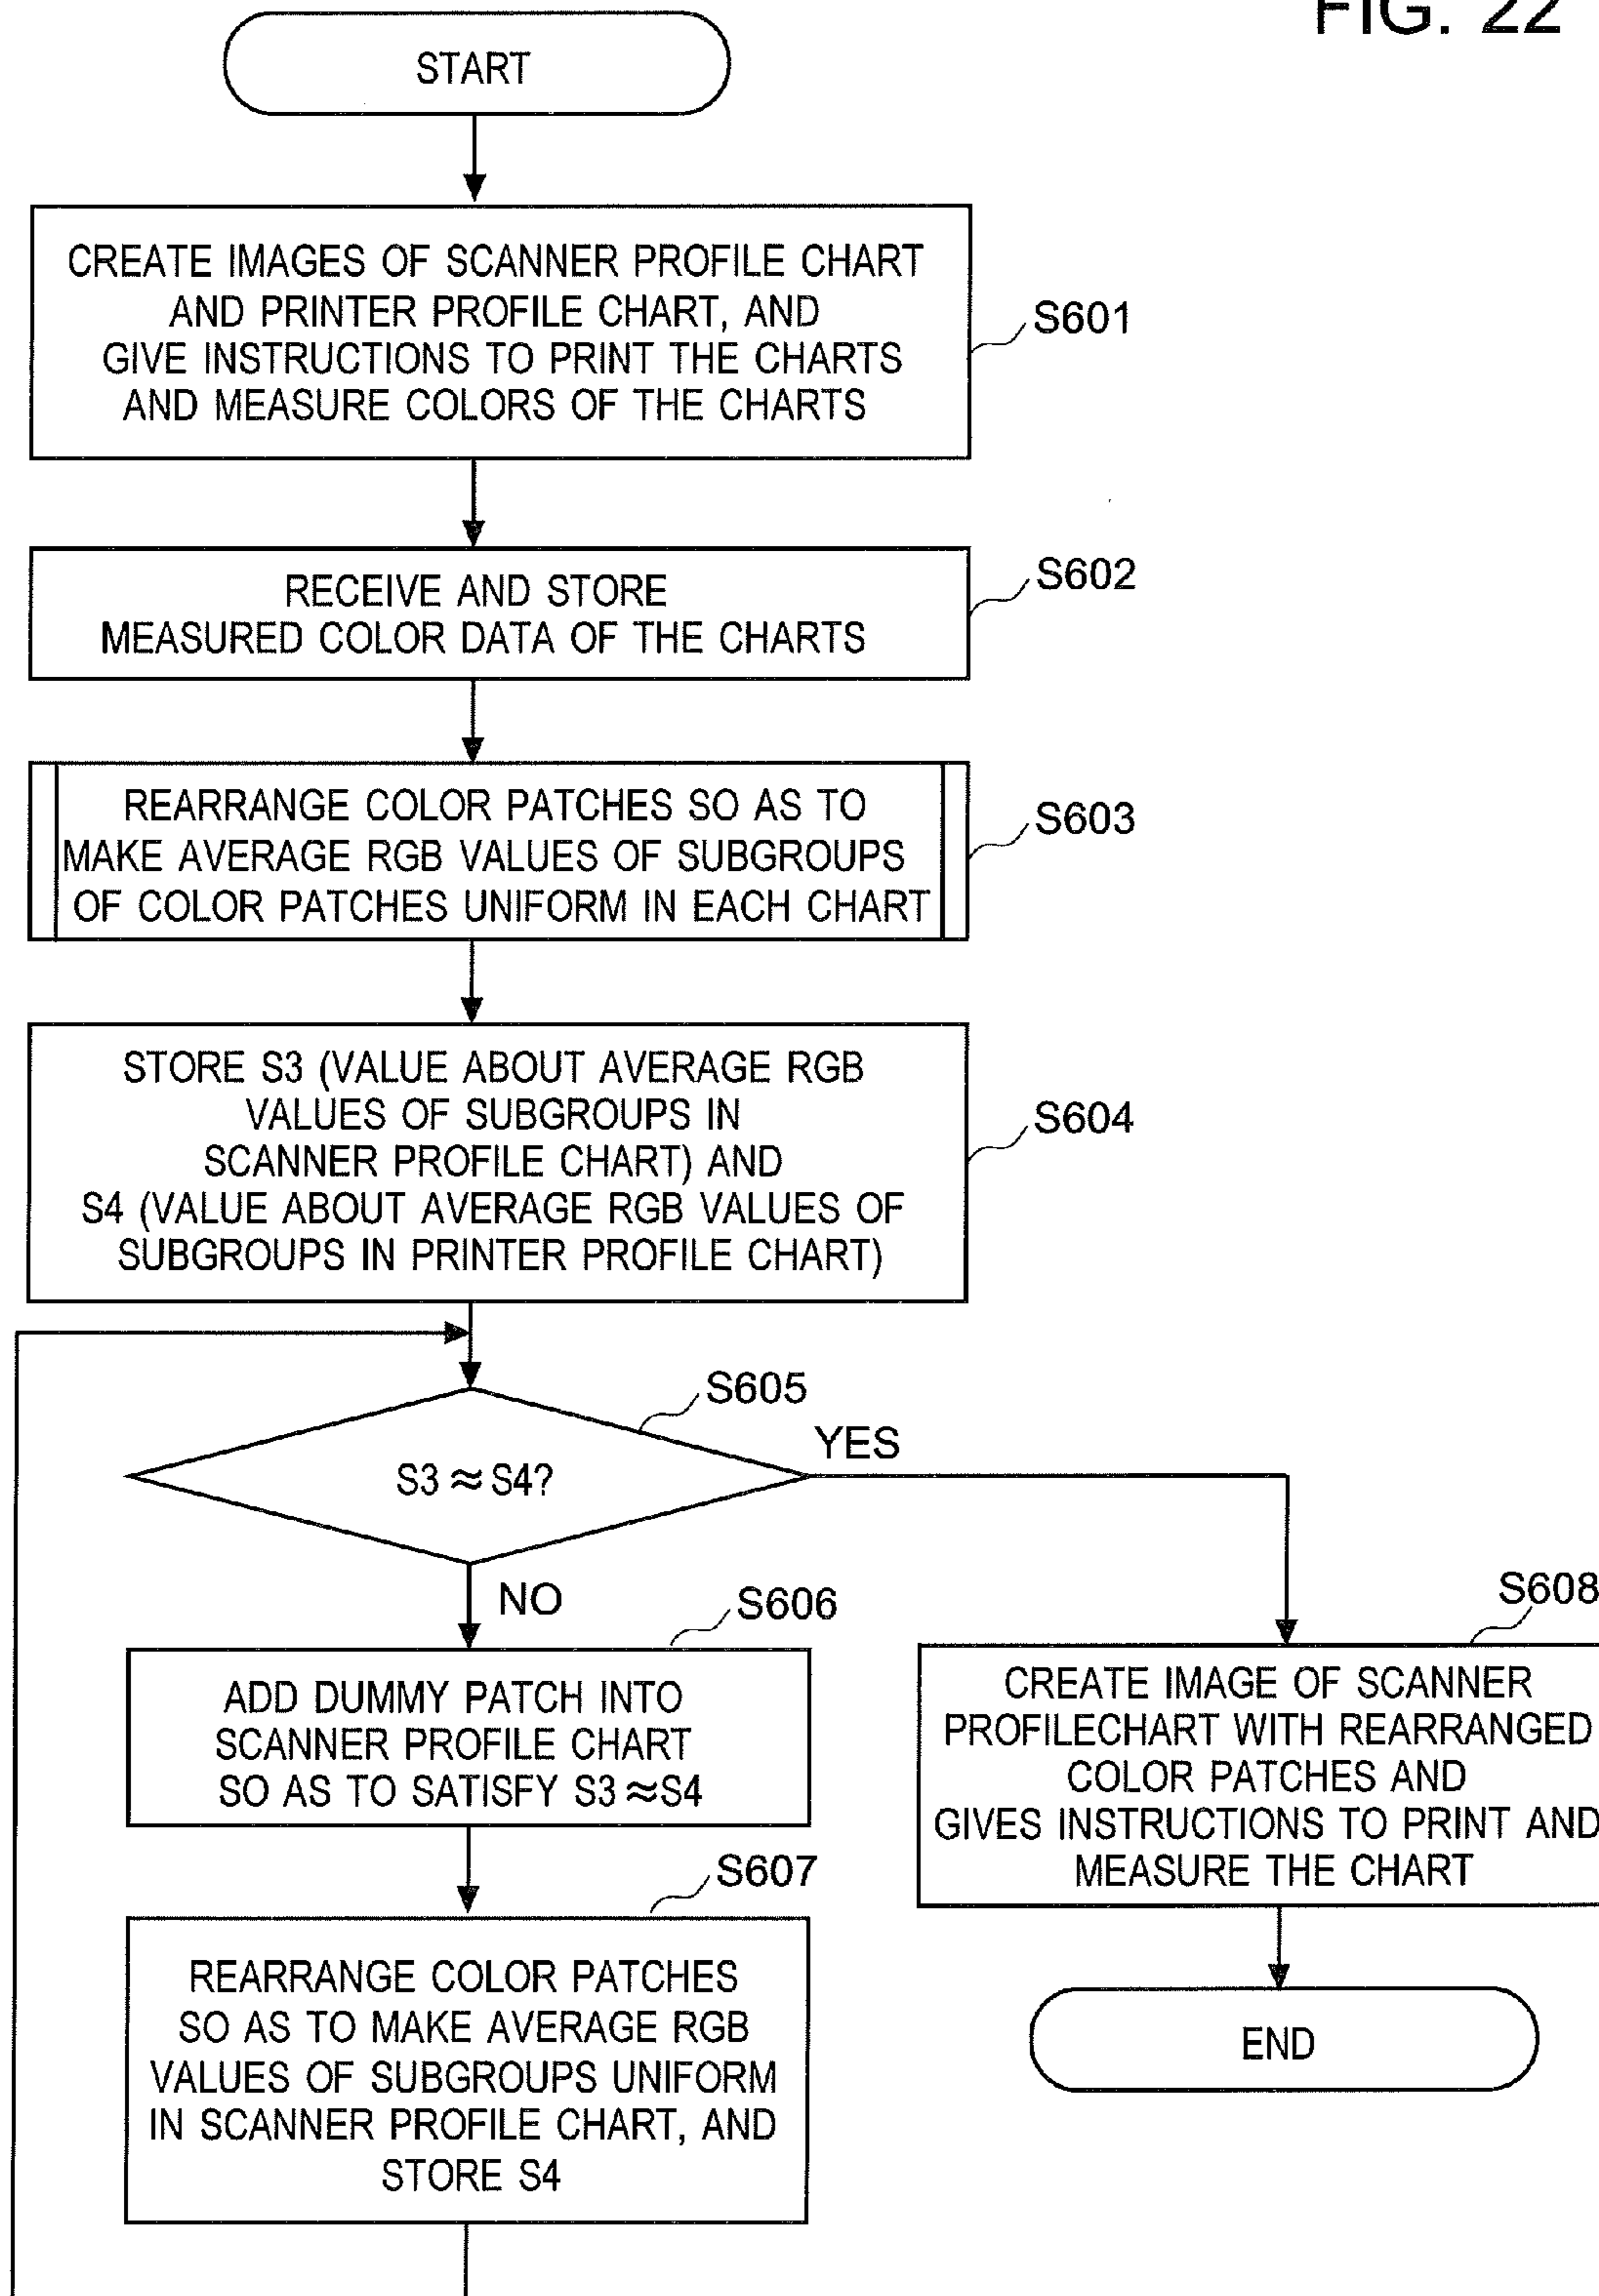 FIG. 22
START
CREATE IMAGES OF SCANNER PROFILE CHART
AND PRINTER PROFILE CHART, AND
GIVE INSTRUCTIONS TO PRINT THE CHARTS
AND MEASURE COLORS OF THE CHARTS
S601
RECEIVE AND STORE
MEASURED COLOR DATA OF THE CHARTS
S602
REARRANGE COLOR PATCHES SO AS TO
MAKE AVERAGE RGB VALUES OF SUBGROUPS
OF COLOR PATCHES UNIFORM IN EACH CHART
S603
STORE S3 (VALUE ABOUT AVERAGE RGB
VALUES OF SUBGROUPS IN
SCANNER PROFILE CHART) AND
S4 (VALUE ABOUT AVERAGE RGB VALUES OF
SUBGROUPS IN PRINTER PROFILE CHART)
S604
S605
S3 ≈ S4?
YES
NO
S606
ADD DUMMY PATCH INTO
SCANNER PROFILE CHART
SO AS TO SATISFY S3≈S4
S607
REARRANGE COLOR PATCHES
SO AS TO MAKE AVERAGE RGB
VALUES OF SUBGROUPS UNIFORM
IN SCANNER PROFILE CHART, AND
STORE S4
S608
CREATE IMAGE OF SCANNER
PROFILECHART WITH REARRANGED
COLOR PATCHES AND
GIVES INSTRUCTIONS TO PRINT AND
MEASURE THE CHART
END